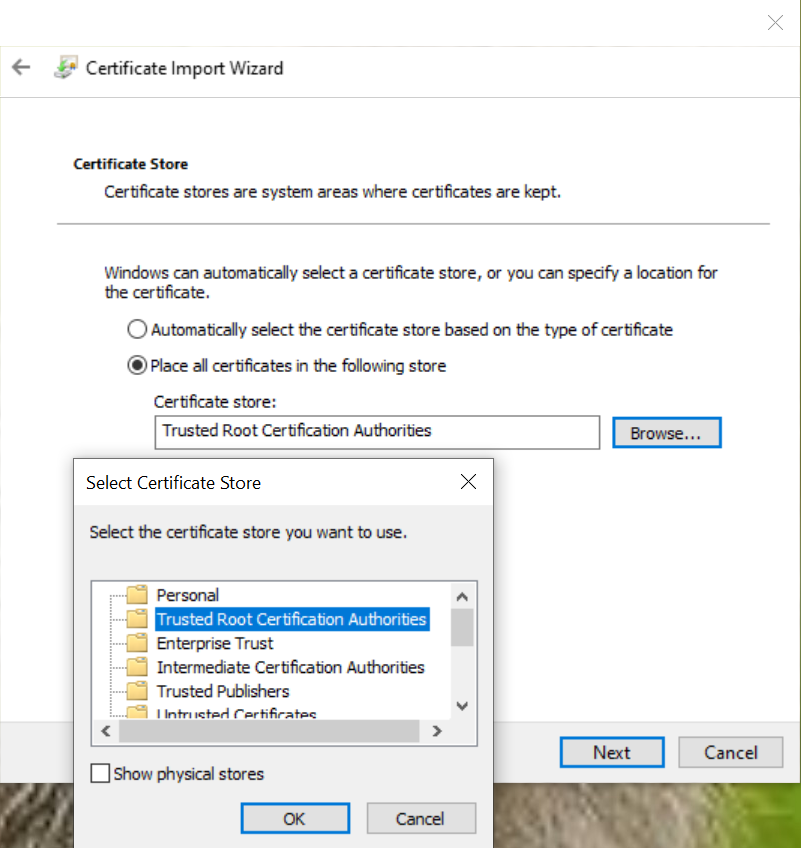 Certificate Import Wizard
Certificate Store
Certificate stores are system areas where certificates are kept.
Windows can automatically select a certificate store, or you can specify a location for
the certificate.
Automatically select the certificate store based on the type of certificate
Place all certificates in the following store
Certificate store:
Trusted Root Certification Authorities
Browse...
Select Certificate Store
Select the certificate store you want to use.
Personal
Trusted Root Certification Authorities
Enterprise Trust
Intermediate Certification Authorities
Trusted Publishers
Untrusted Certificates
Show physical stores
OK
Cancel
Next
Cancel